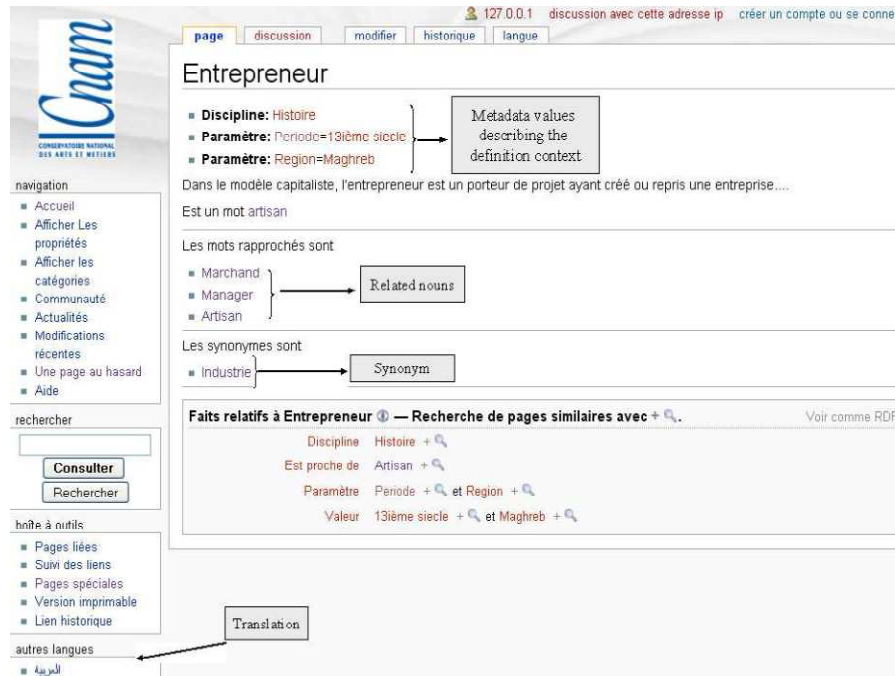 127.0.0.1 discussion avec cette adresse ip créer un compte ou se conne
page discussion modifier historique langue
Cnam
CONSERVATOIRE NATIONAL
DES ARTS ET METIERS
Entrepreneur
Discipline: Histoire
Paramètre: Periode=13ième siecle
Paramètre: Region=Maghreb
Metadata values
describing the
definition context
Dans le modèle capitaliste, l'entrepreneur est un porteur de projet ayant créé ou repris une entreprise....
Est un mot artisan
Les mots rapprochés sont
Marchand
Manager
Artisan
Related nouns
Les synonymes sont
Industrie
Synonym
Faits relatifs à Entrepreneur — Recherche de pages similaires avec + . Voir comme RDF
Discipline Histoire +
Est proche de Artisan +
Paramètre Periode + et Region +
Valeur 13ième siecle + et Maghreb +
navigation
Accueil
Afficher Les
propriétés
Afficher les
catégories
Communauté
Actualités
Modifications
récentes
Une page au hasard
Aide
rechercher
Consulter
Rechercher
boîte à outils
Pages liées
Suivi des liens
Pages spéciales
Version imprimable
Lien historique
Translation
autres langues
العربية